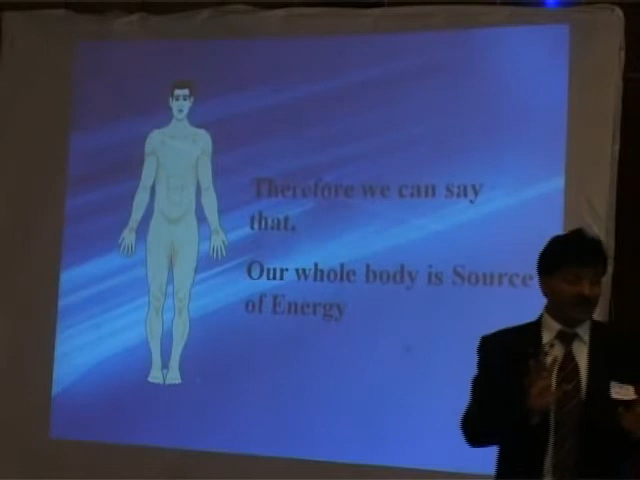 Therefore we can say
that,
Our whole body is Source
of Energy